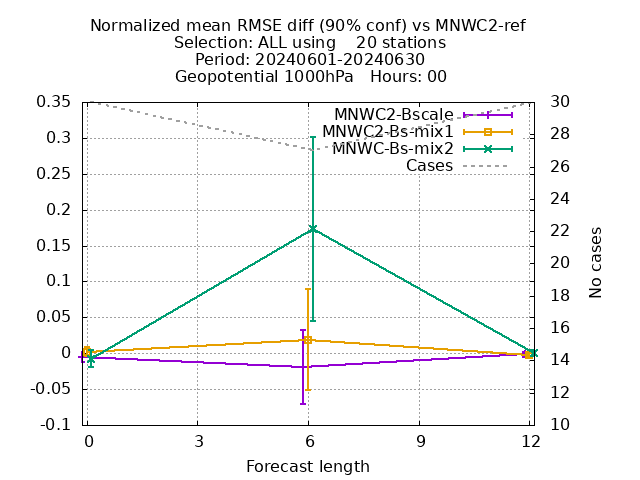 Normalized mean RMSE diff (90% conf) vs MNWC2-ref
Selection: ALL using    20 stations
Period: 20240601-20240630
Geopotential 1000hPa   Hours: 00
MNWC2-Bscale
MNWC2-Bs-mix1
MNWC-Bs-mix2
Cases
0.35
0.3
0.25
0.2
0.15
0.1
0.05
0
-0.05
-0.1
30
28
26
24
22
20
18
16
14
12
10
No cases
0 3 6 9 12
Forecast length